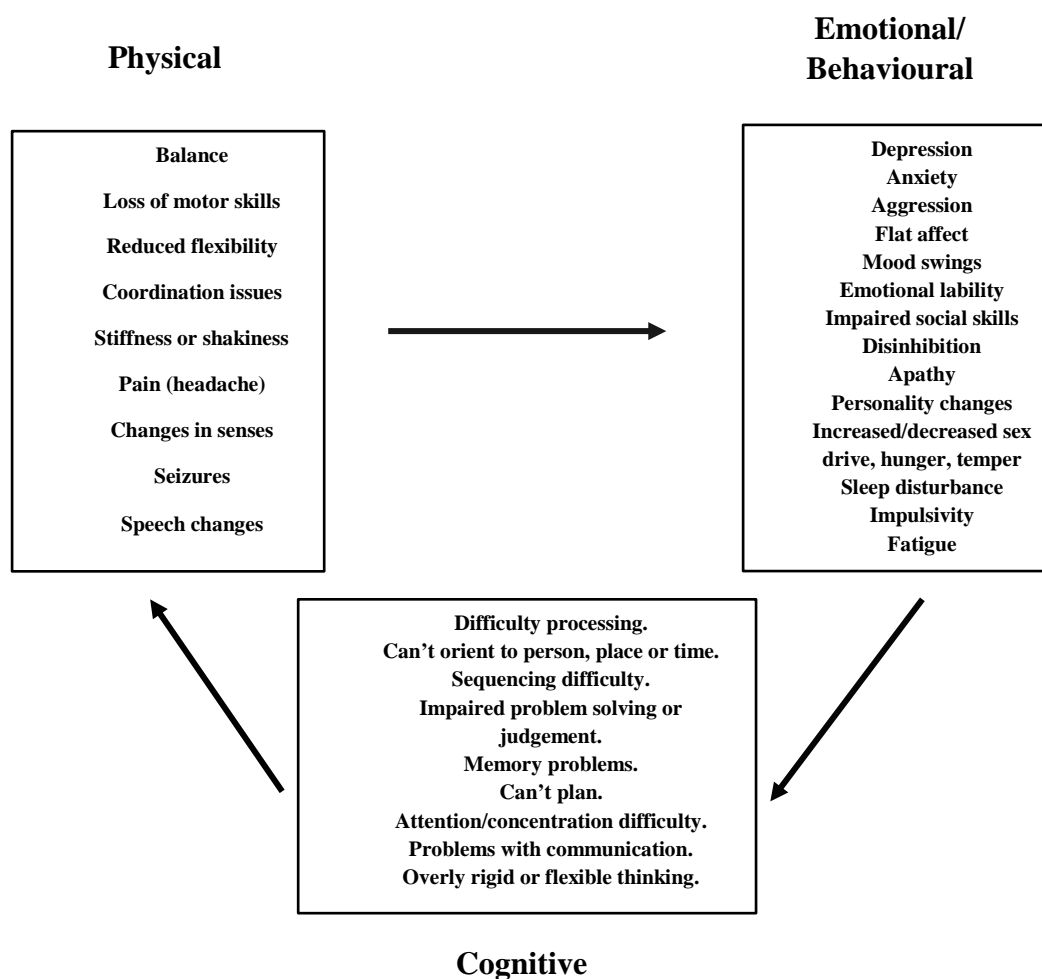 Physical
Balance
Loss of motor skills
Reduced flexibility
Coordination issues
Stiffness or shakiness
Pain (headache)
Changes in senses
Seizures
Speech changes
Emotional/
Behavioural
Depression
Anxiety
Aggression
Flat affect
Mood swings
Emotional lability
Impaired social skills
Disinhibition
Apathy
Personality changes
Increased/decreased sex
drive, hunger, temper
Sleep disturbance
Impulsivity
Fatigue
Difficulty processing.
Can’t orient to person, place or time.
Sequencing difficulty.
Impaired problem solving or
judgement.
Memory problems.
Can’t plan.
Attention/concentration difficulty.
Problems with communication.
Overly rigid or flexible thinking.
Cognitive